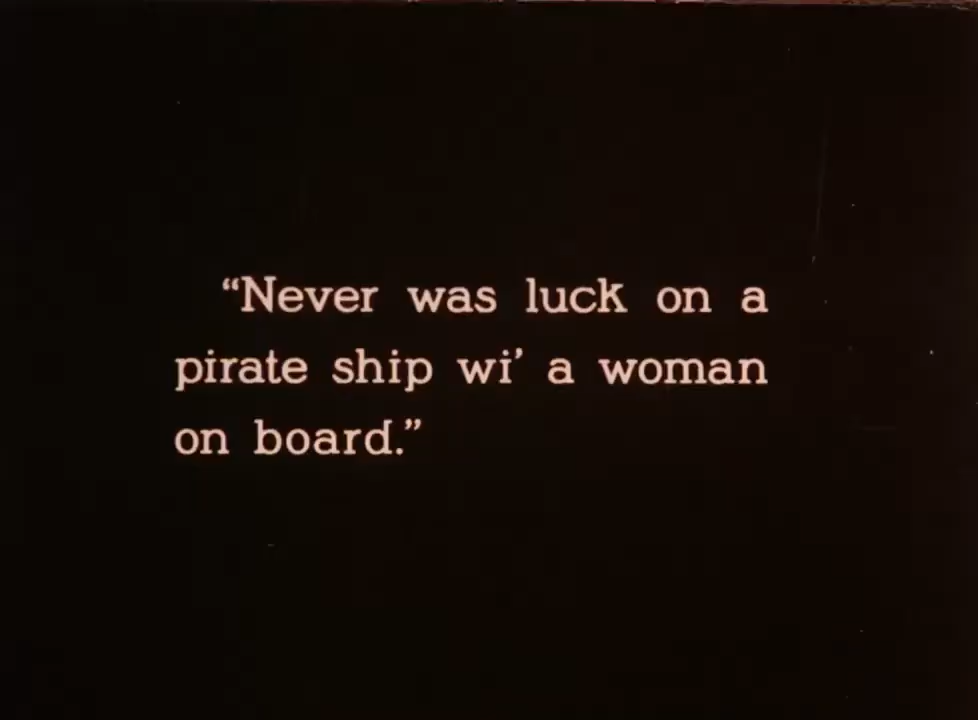 “Never was luck on a
pirate ship wi’ a woman
on board.”